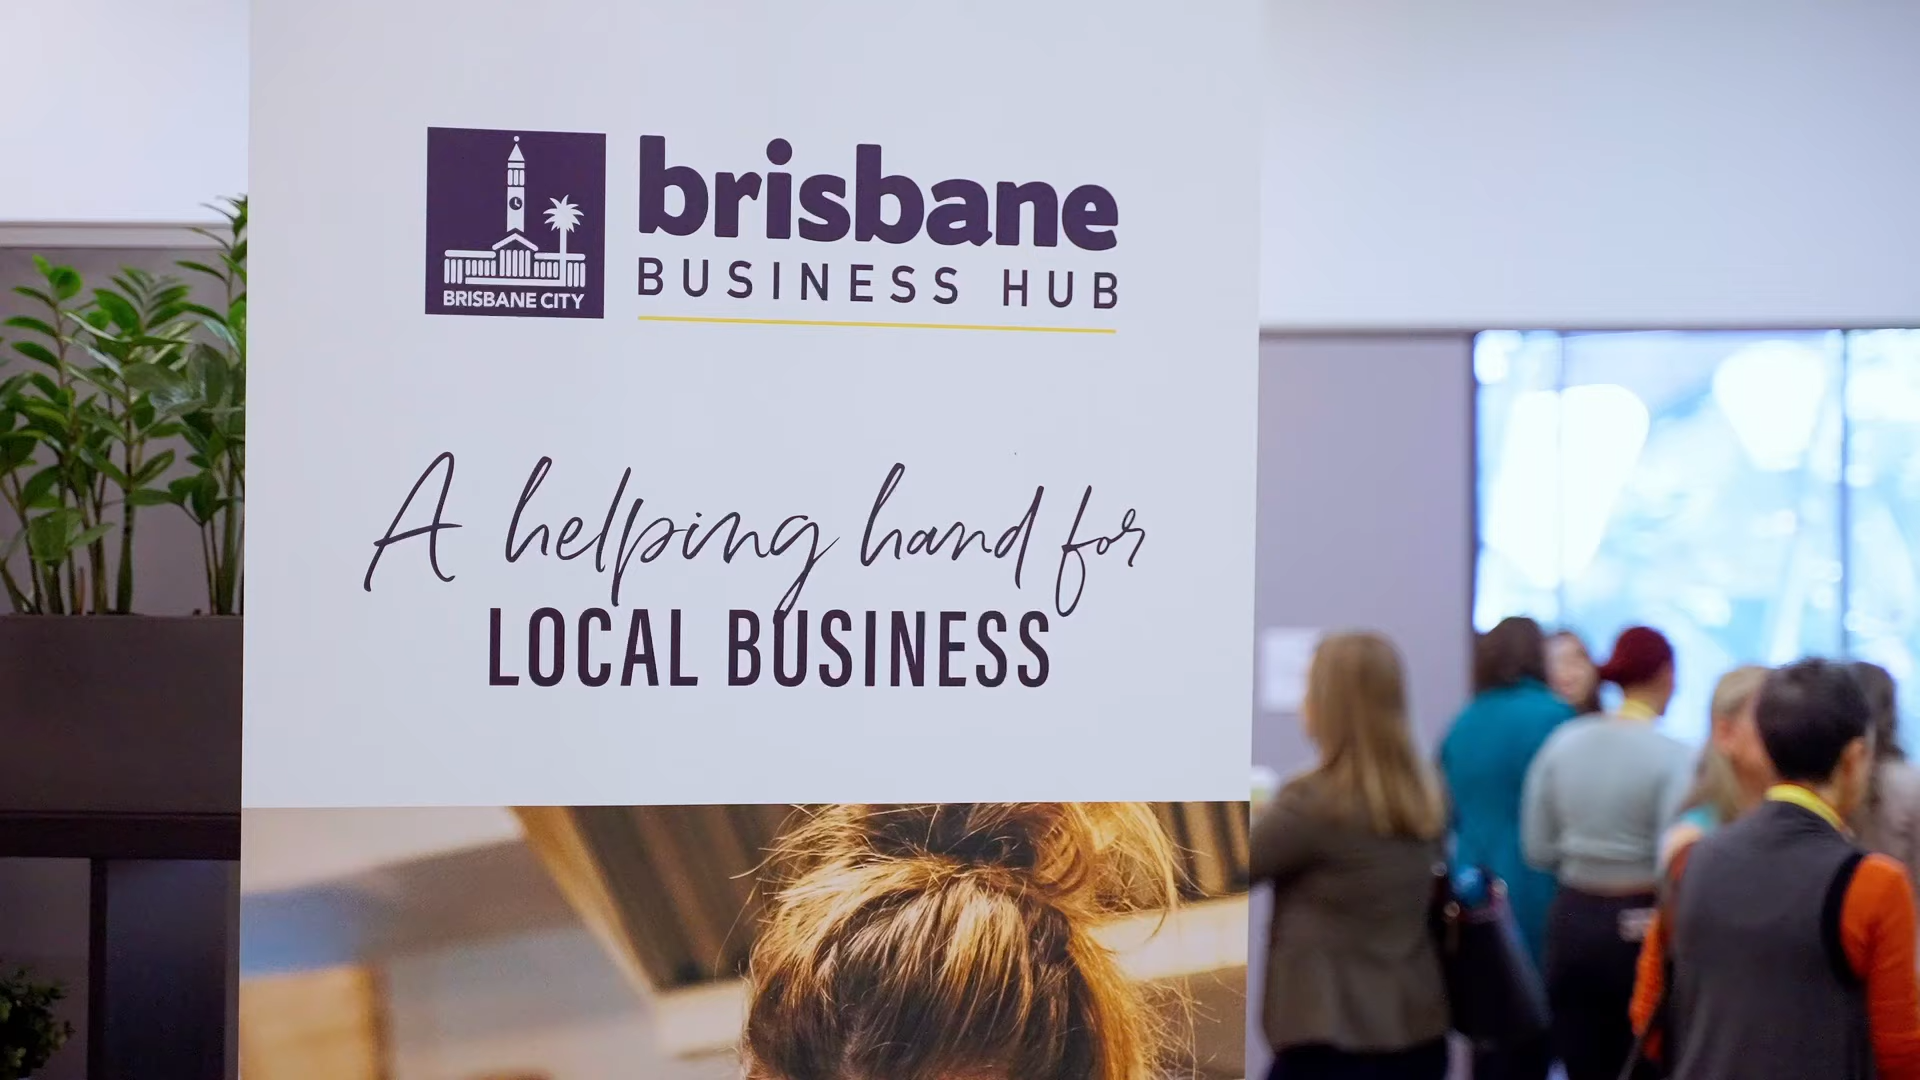 BRISBANE CITY
brisbane
BUSINESS HUB
A helping hand for
LOCAL BUSINESS